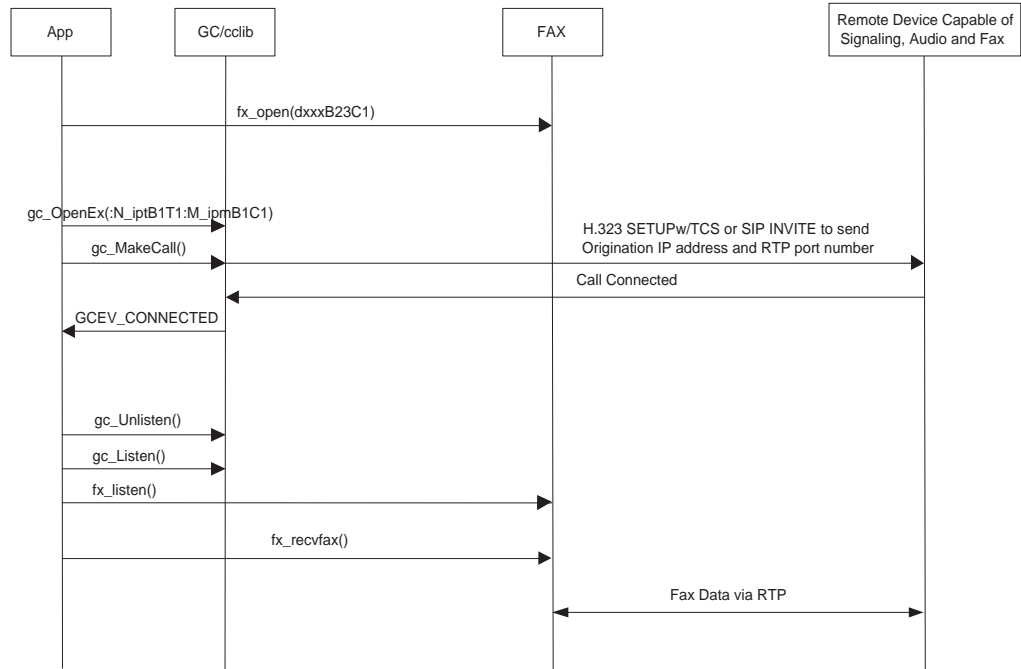 App
GC/cclib
FAX
Remote Device Capable of
Signaling, Audio and Fax
fx_open(dxxxB23C1)
gc_OpenEx(:N_iptB1T1:M_ipmB1C1)
gc_MakeCall()
H.323 SETUPw/TCS or SIP INVITE to send
Origination IP address and RTP port number
Call Connected
GCEV_CONNECTED
gc_Unlisten()
gc_Listen()
fx_listen()
fx_recvfax()
Fax Data via RTP